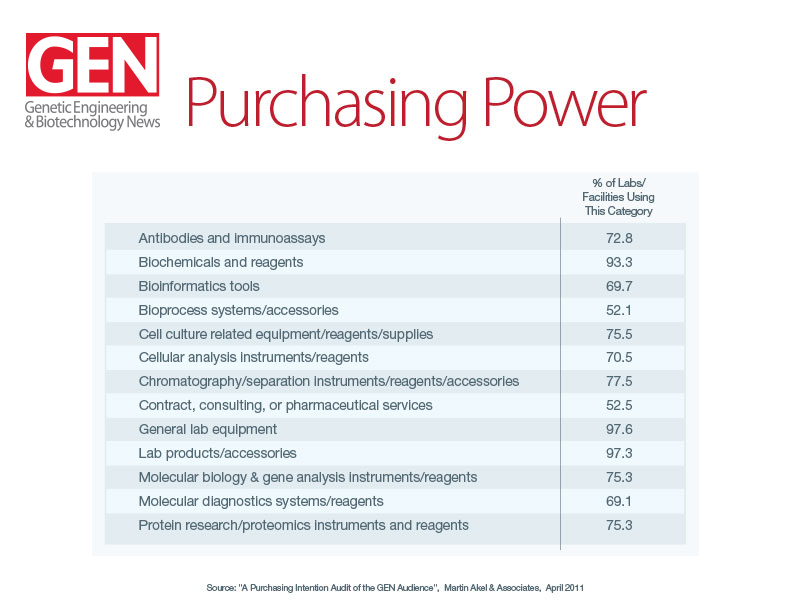 GEN
Genetic Engineering
& Biotechnology News
Purchasing Power
% of Labs/
Facilities Using
This Category
Antibodies and immunoassays 72.8
Biochemicals and reagents 93.3
Bioinformatics tools 69.7
Bioprocess systems/accessories 52.1
Cell culture related equipment/reagents/supplies 75.5
Cellular analysis instruments/reagents 70.5
Chromatography/separation instruments/reagents/accessories 77.5
Contract, consulting, or pharmaceutical services 52.5
General lab equipment 97.6
Lab products/accessories 97.3
Molecular biology & gene analysis instruments/reagents 75.3
Molecular diagnostics systems/reagents 69.1
Protein research/proteomics instruments and reagents 75.3
Source: "A Purchasing Intention Audit of the GEN Audience", Martin Akel & Associates, April 2011